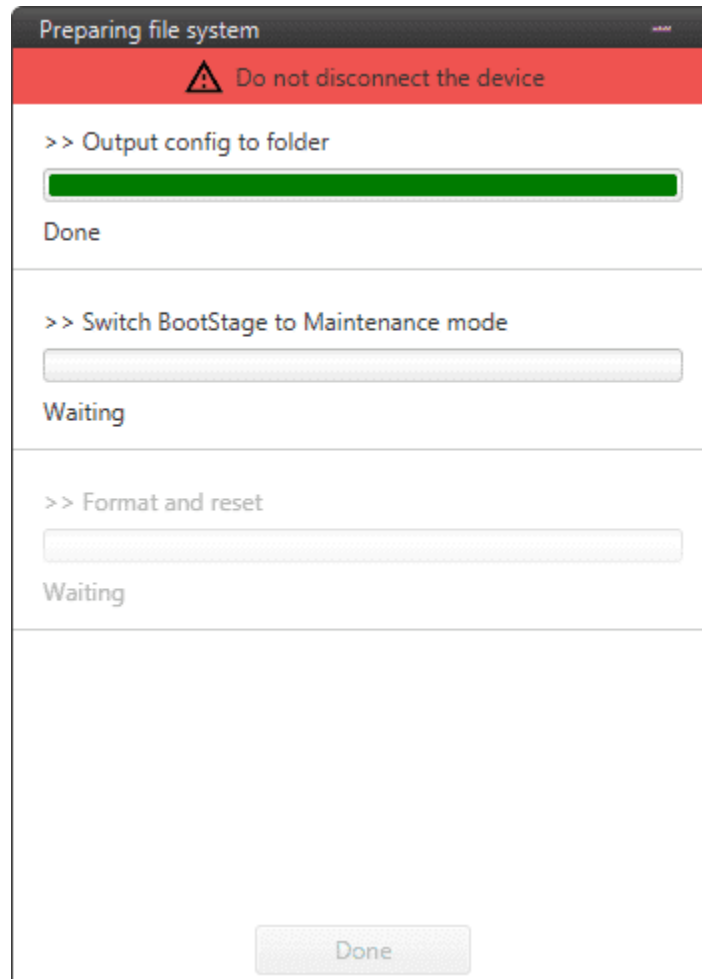 Preparing file system
Do not disconnect the device
>> Output config to folder
Done
>> Switch BootStage to Maintenance mode
Waiting
>> Format and reset
Waiting
Done